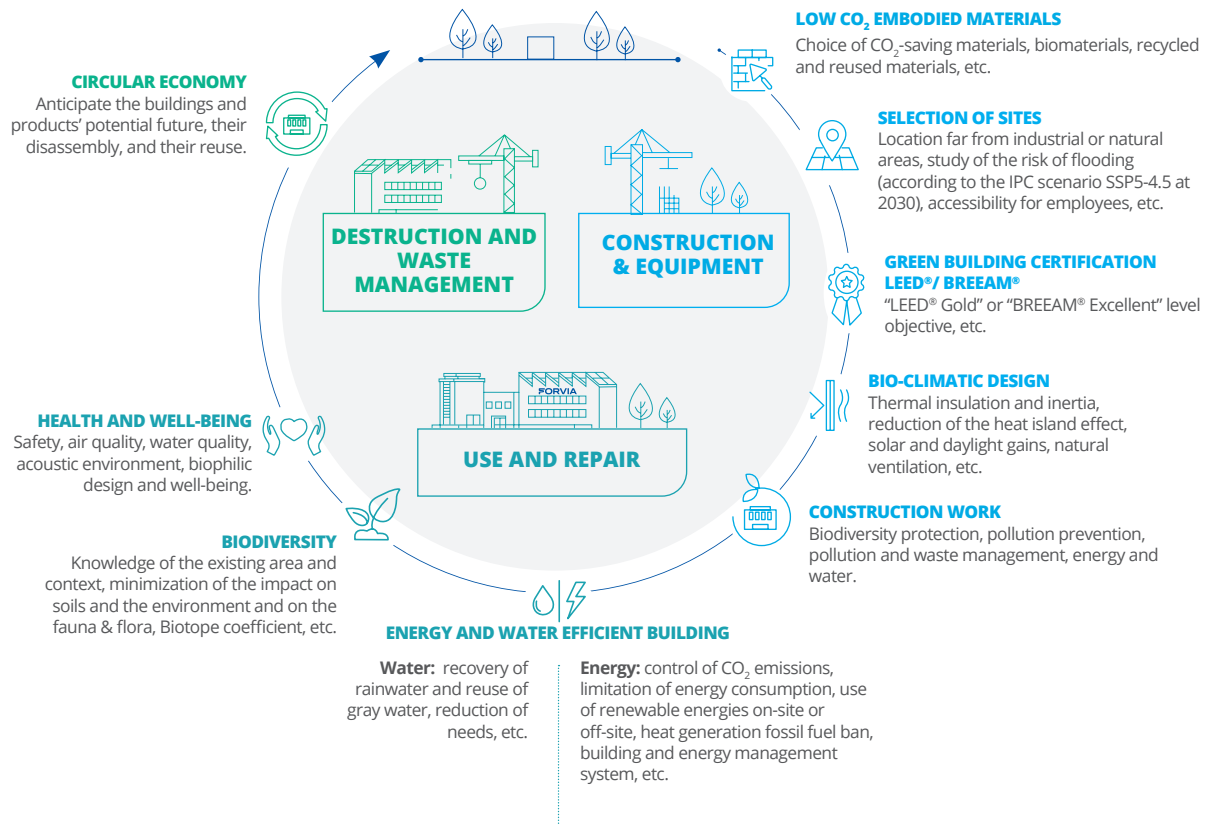 LOW CO₂ EMBODIED MATERIALS
Choice of CO₂-saving materials, biomaterials, recycled
and reused materials, etc.
SELECTION OF SITES
Location far from industrial or natural
areas, study of the risk of flooding
(according to the IPC scenario SSP5-4.5 at
2030), accessibility for employees, etc.
GREEN BUILDING CERTIFICATION
LEED®/ BREEAM®
“LEED® Gold” or “BREEAM® Excellent” level
objective, etc.
BIO-CLIMATIC DESIGN
Thermal insulation and inertia,
reduction of the heat island effect,
solar and daylight gains, natural
ventilation, etc.
CONSTRUCTION WORK
Biodiversity protection, pollution prevention,
pollution and waste management, energy and
water.
ENERGY AND WATER EFFICIENT BUILDING
Water: recovery of
rainwater and reuse of
gray water, reduction of
needs, etc.
Energy: control of CO₂ emissions,
limitation of energy consumption, use
of renewable energies on-site or
off-site, heat generation fossil fuel ban,
building and energy management
system, etc.
BIODIVERSITY
Knowledge of the existing area and
context, minimization of the impact on
soils and the environment and on the
fauna & flora, Biotope coefficient, etc.
HEALTH AND WELL-BEING
Safety, air quality, water quality,
acoustic environment, biophilic
design and well-being.
CIRCULAR ECONOMY
Anticipate the buildings and
products’ potential future, their
disassembly, and their reuse.
DESTRUCTION AND
WASTE
MANAGEMENT
CONSTRUCTION
& EQUIPMENT
FORVIA
USE AND REPAIR